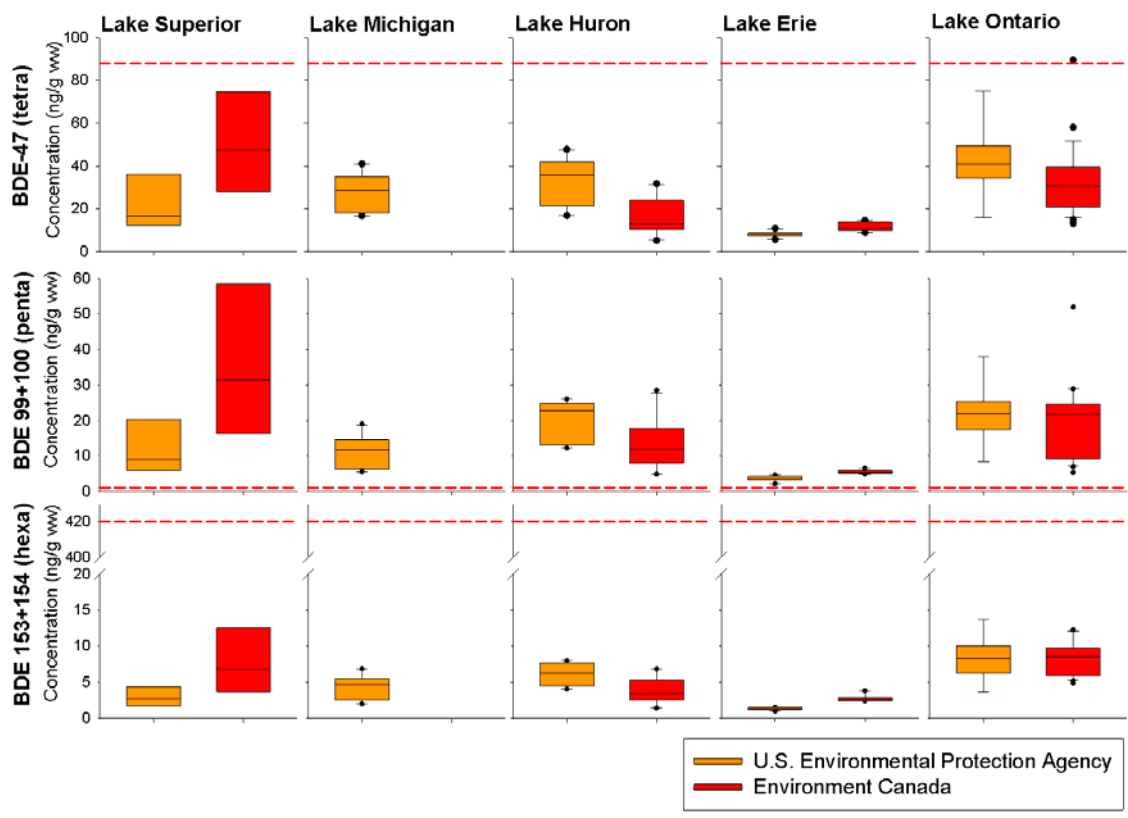 Lake Superior
Lake Michigan
Lake Huron
Lake Erie
Lake Ontario
BDE-47 (tetra)
Concentration (ng/g ww)
100
80
60
40
20
0
BDE 99+100 (penta)
Concentration (ng/g ww)
60
50
40
30
20
10
0
BDE 153+154 (hexa)
Concentration (ng/g ww)
420
400
20
15
10
5
0
U.S. Environmental Protection Agency
Environment Canada